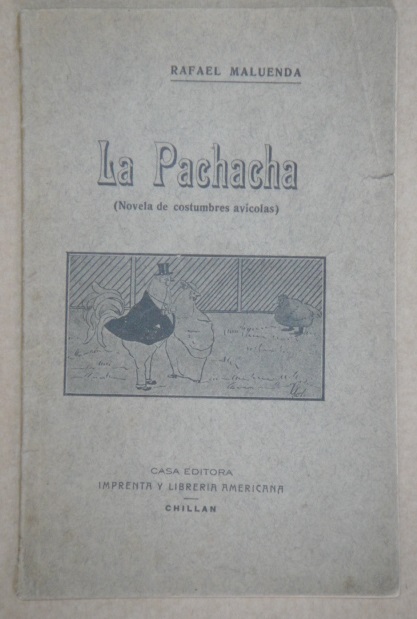 RAFAEL MALUENDA
La Pachacha
(Novela de costumbres avícolas)
CASA EDITORA
IMPRENTA Y LIBRERÍA AMERICANA
CHILLAN